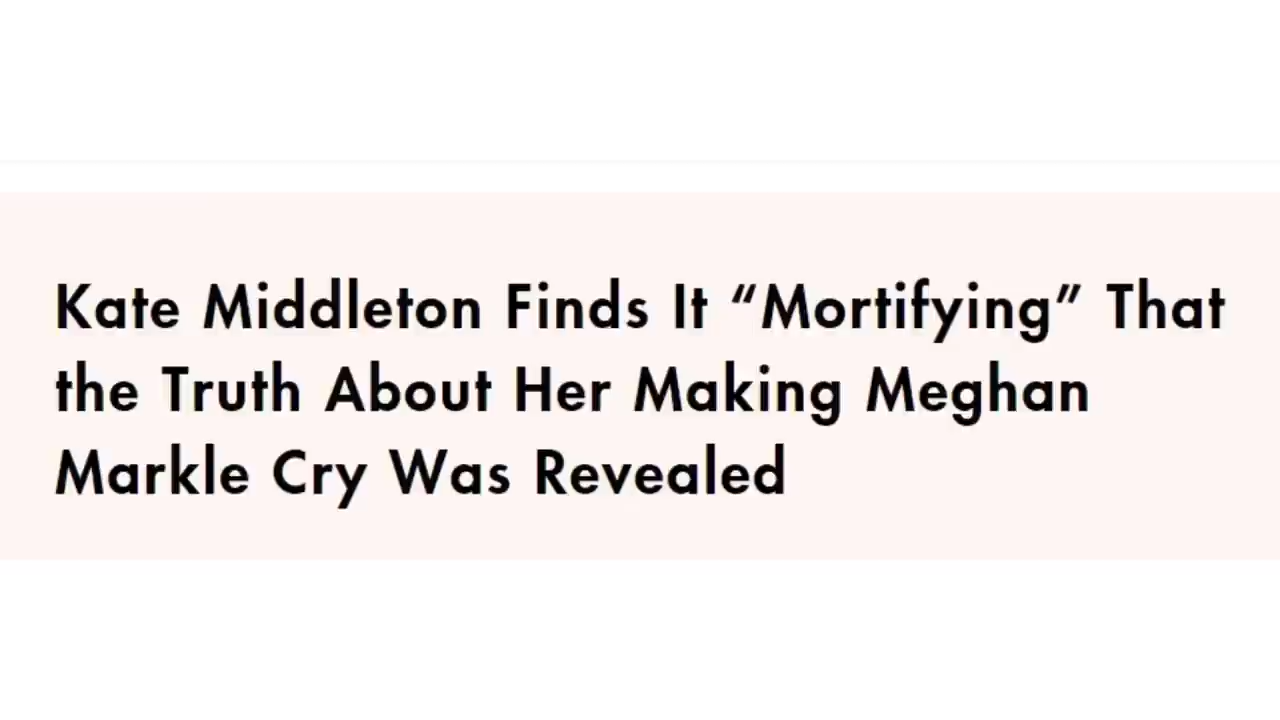 Kate Middleton Finds It “Mortifying” That
the Truth About Her Making Meghan
Markle Cry Was Revealed